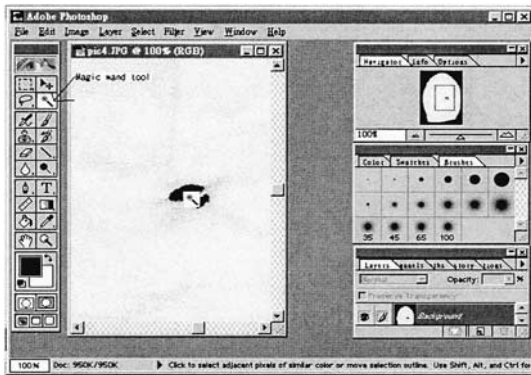 Adobe Photoshop
File Edit Image Layer Select Filter View Window Help
pic4.JPG @ 100% (RGB)
Magic wand tool
Navigator Info Options
100%
Color Swatches Brushes
35 45 65 100
Layers
Normal Opacity: %
Preserve Transparency
Background
100% Doc: 950K/950K Click to select adjacent pixels of similar color or move selection outline. Use Shift, Alt, and Ctrl fo